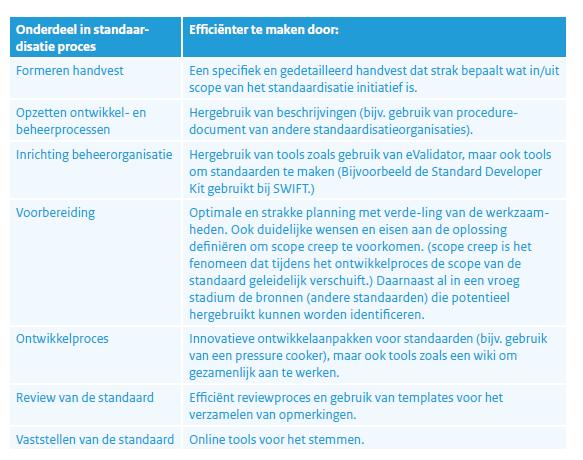 Onderdeel in standaar-
disatie proces
Efficiënter te maken door:
Formeren handvest
Een specifiek en gedetailleerd handvest dat strak bepaalt wat in/uit
scope van het standaardisatie initiatief is.
Opzetten ontwikkel- en
beheerprocessen
Hergebruik van beschrijvingen (bijv. gebruik van procedure-
document van andere standaardisatieorganisaties).
Inrichting beheerorganisatie
Hergebruik van tools zoals gebruik van eValidator, maar ook tools
om standaarden te maken (Bijvoorbeeld de Standard Developer
Kit gebruikt bij SWIFT.)
Voorbereiding
Optimale en strakke planning met verde-ling van de werkzaam-
heden. Ook duidelijke wensen en eisen aan de oplossing
definiëren om scope creep te voorkomen. (scope creep is het
fenomeen dat tijdens het ontwikkelproces de scope van de
standaard geleidelijk verschuift.) Daarnaast al in een vroeg
stadium de bronnen (andere standaarden) die potentieel
hergebruikt kunnen worden identificeren.
Ontwikkelproces
Innovatieve ontwikkelaanpakken voor standaarden (bijv. gebruik
van een pressure cooker), maar ook tools zoals een wiki om
gezamenlijk aan te werken.
Review van de standaard
Efficiënt reviewproces en gebruik van templates voor het
verzamelen van opmerkingen.
Vaststellen van de standaard
Online tools voor het stemmen.